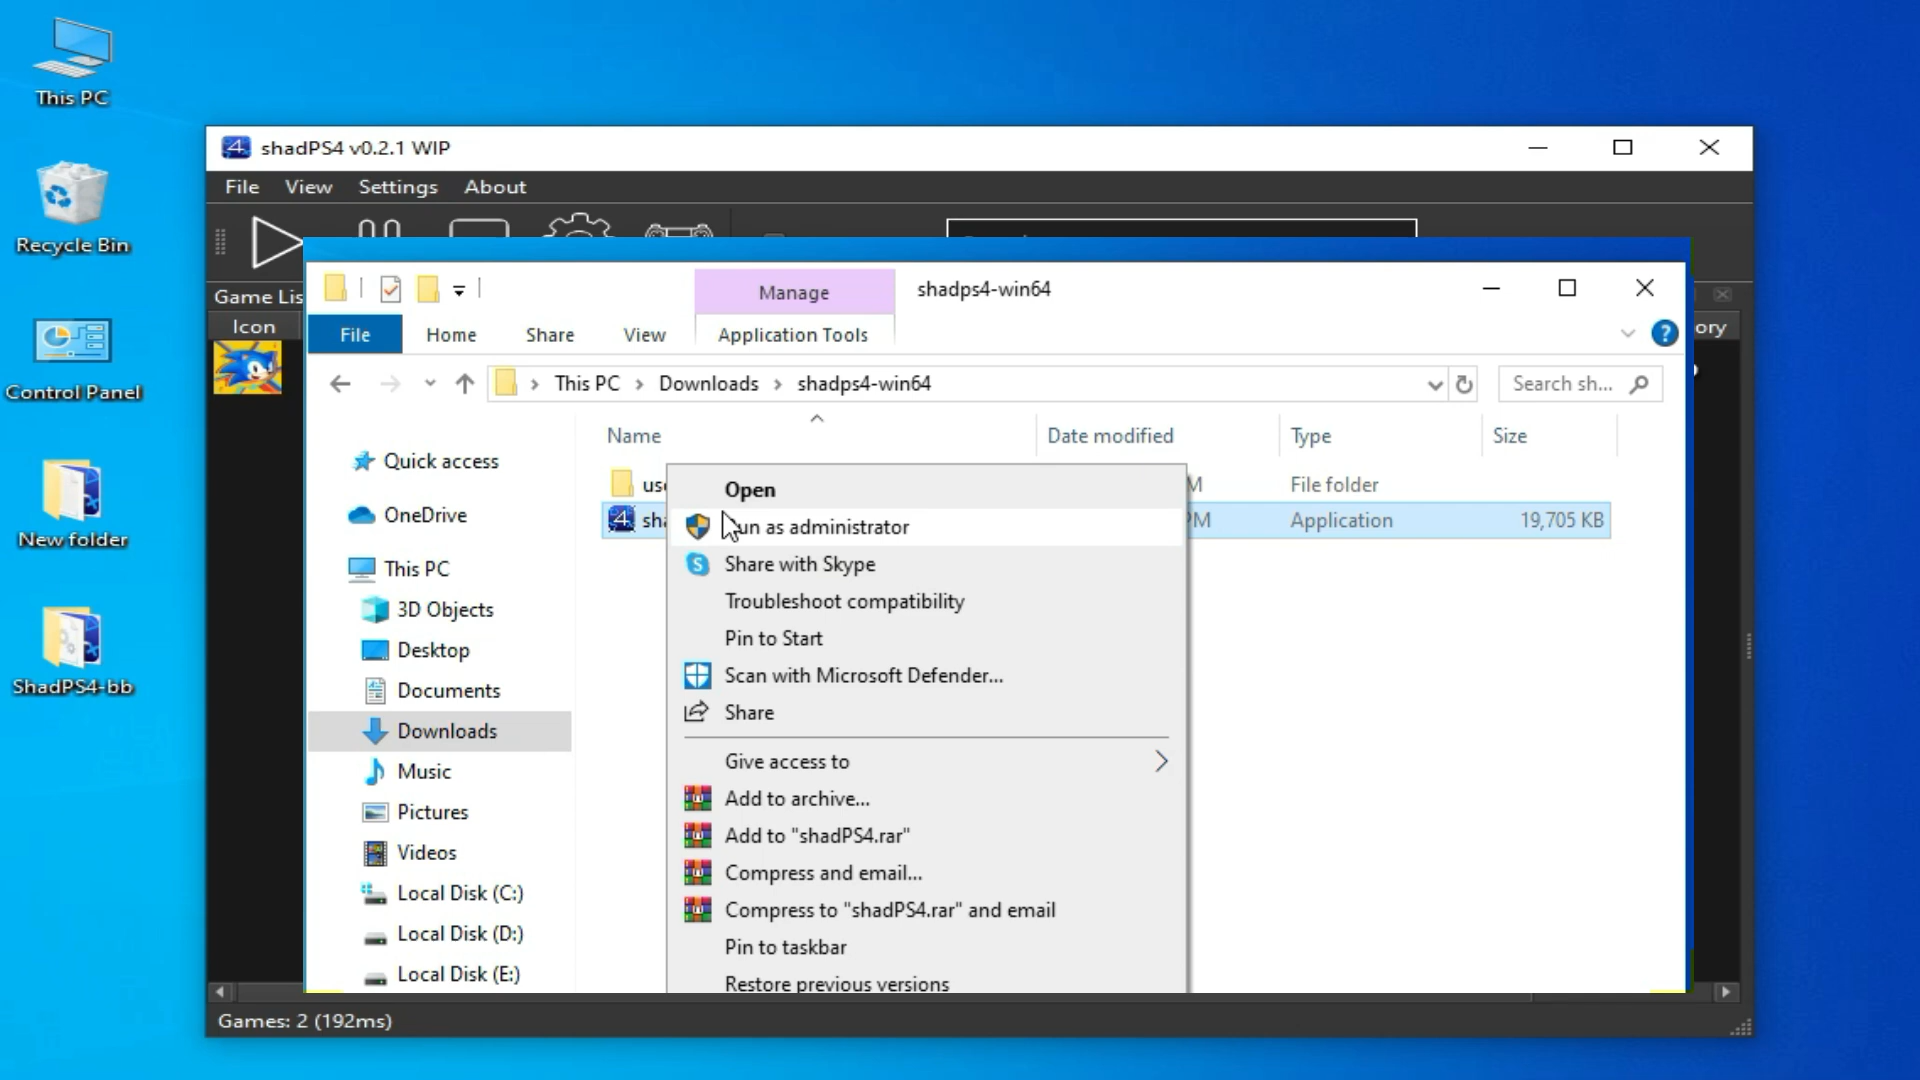 This PC
Recycle Bin
Control Panel
New folder
ShadPS4-bb
shadPS4 v0.2.1 WIP
File View Settings About
Game Lis
Icon
ory
Manage
shadps4-win64
File Home Share View Application Tools
This PC > Downloads > shadps4-win64
Search sh...
Name Date modified Type Size
Quick access
OneDrive
This PC
3D Objects
Desktop
Documents
Downloads
Music
Pictures
Videos
Local Disk (C:)
Local Disk (D:)
Local Disk (E:)
use
M
File folder
sha
PM
Application
19,705 KB
Open
un as administrator
Share with Skype
Troubleshoot compatibility
Pin to Start
Scan with Microsoft Defender...
Share
Give access to
Add to archive...
Add to "shadPS4.rar"
Compress and email...
Compress to "shadPS4.rar" and email
Pin to taskbar
Restore previous versions
Games: 2 (192ms)